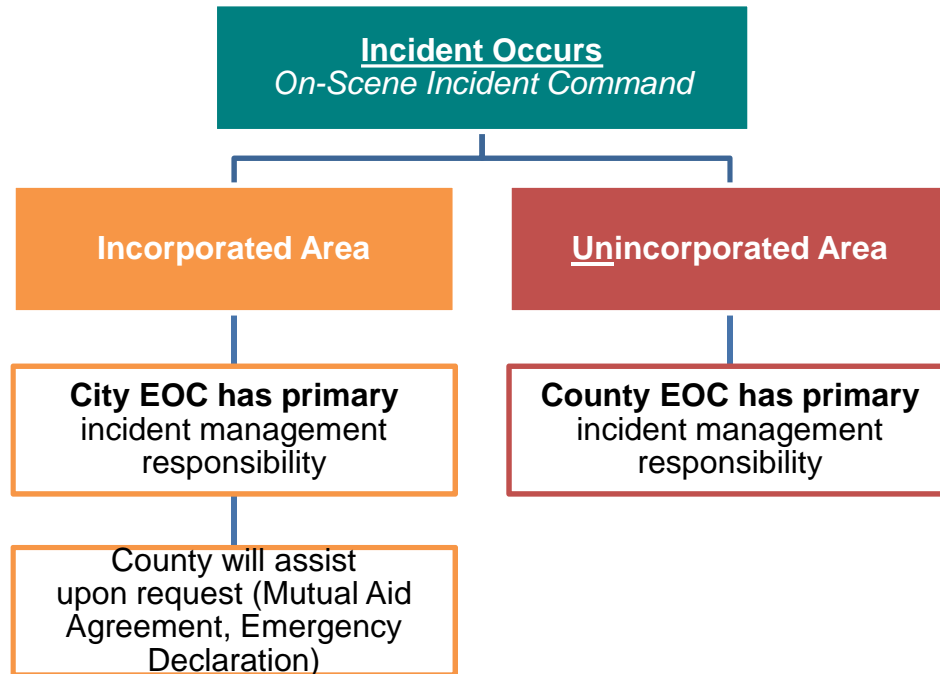 Incident Occurs
On-Scene Incident Command
Incorporated Area
Unincorporated Area
City EOC has primary
incident management
responsibility
County EOC has primary
incident management
responsibility
County will assist
upon request (Mutual Aid
Agreement, Emergency
Declaration)